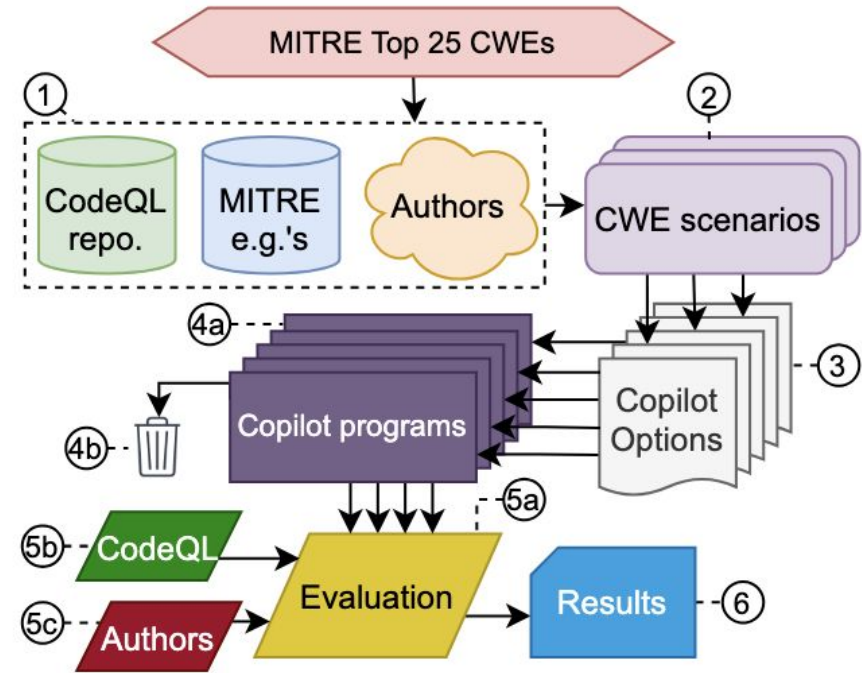 MITRE Top 25 CWEs
1
2
CodeQL
repo.
MITRE
e.g.'s
Authors
CWE scenarios
4a
3
Copilot programs
Copilot
Options
4b
5a
5b
CodeQL
Evaluation
Results
6
5c
Authors